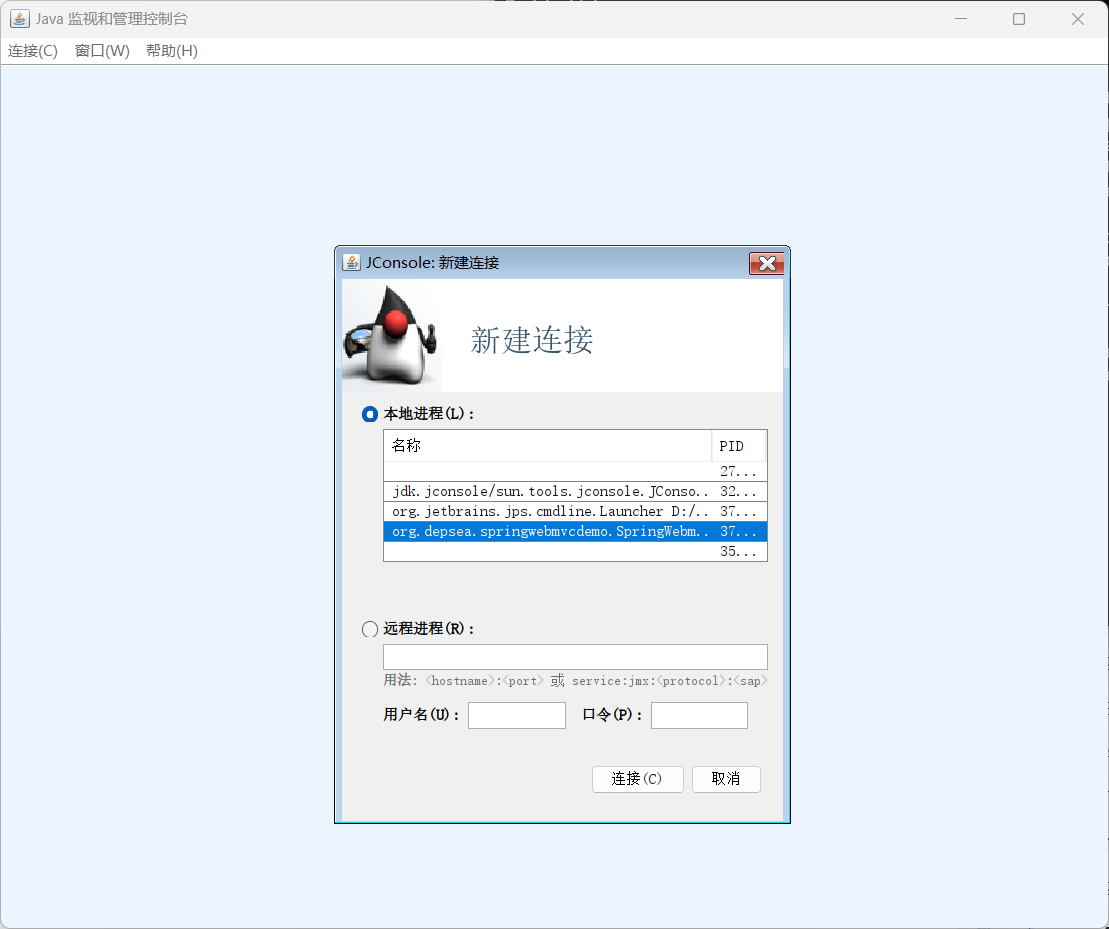 Java 监视和管理控制台
连接(C) 窗口(W) 帮助(H)
JConsole: 新建连接
新建连接
本地进程(L):
名称 PID
27...
jdk.jconsole/sun.tools.jconsole.JConso.. 32...
org.jetbrains.jps.cmdline.Launcher D:/.. 37...
org.depsea.springwebmvcdemo.SpringWebm.. 37...
35...
远程进程(R):
用法: <hostname>:<port> 或 service:jmx:<protocol>:<sap>
用户名(U): 口令(P):
连接(C) 取消